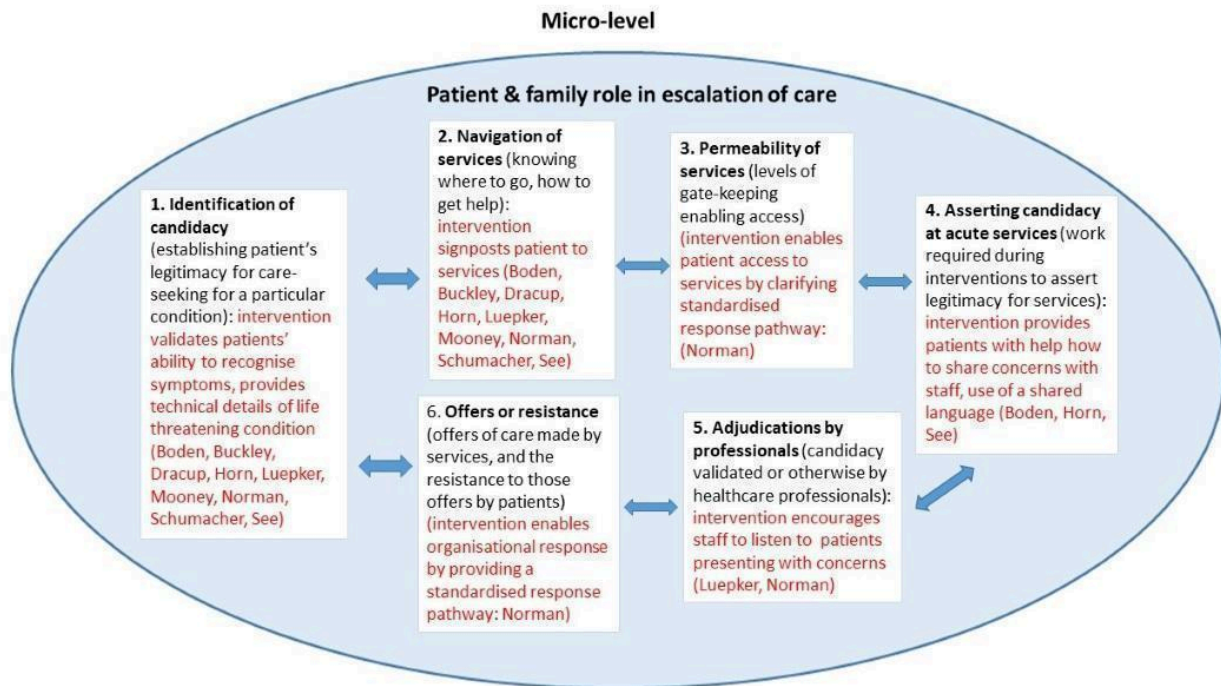 Micro-level
Patient & family role in escalation of care
1. Identification of
candidacy
(establishing patient's
legitimacy for care-
seeking for a particular
condition): intervention
validates patients'
ability to recognise
symptoms, provides
technical details of life
threatening condition
(Boden, Buckley,
Dracup, Horn, Luepker,
Mooney, Norman,
Schumacher, See)
2. Navigation of
services (knowing
where to go, how to
get help):
intervention
signposts patient to
services (Boden,
Buckley, Dracup,
Horn, Luepker,
Mooney, Norman,
Schumacher, See)
3. Permeability of
services (levels of
gate-keeping
enabling access)
(intervention enables
patient access to
services by clarifying
standardised
response pathway:
(Norman)
4. Asserting candidacy
at acute services (work
required during
interventions to assert
legitimacy for services):
intervention provides
patients with help how
to share concerns with
staff, use of a shared
language (Boden, Horn,
See)
5. Adjudications by
professionals (candidacy
validated or otherwise by
healthcare professionals):
intervention encourages
staff to listen to patients
presenting with concerns
(Luepker, Norman)
6. Offers or resistance
(offers of care made by
services, and the
resistance to those
offers by patients)
(intervention enables
organisational response
by providing a
standardised response
pathway: Norman)